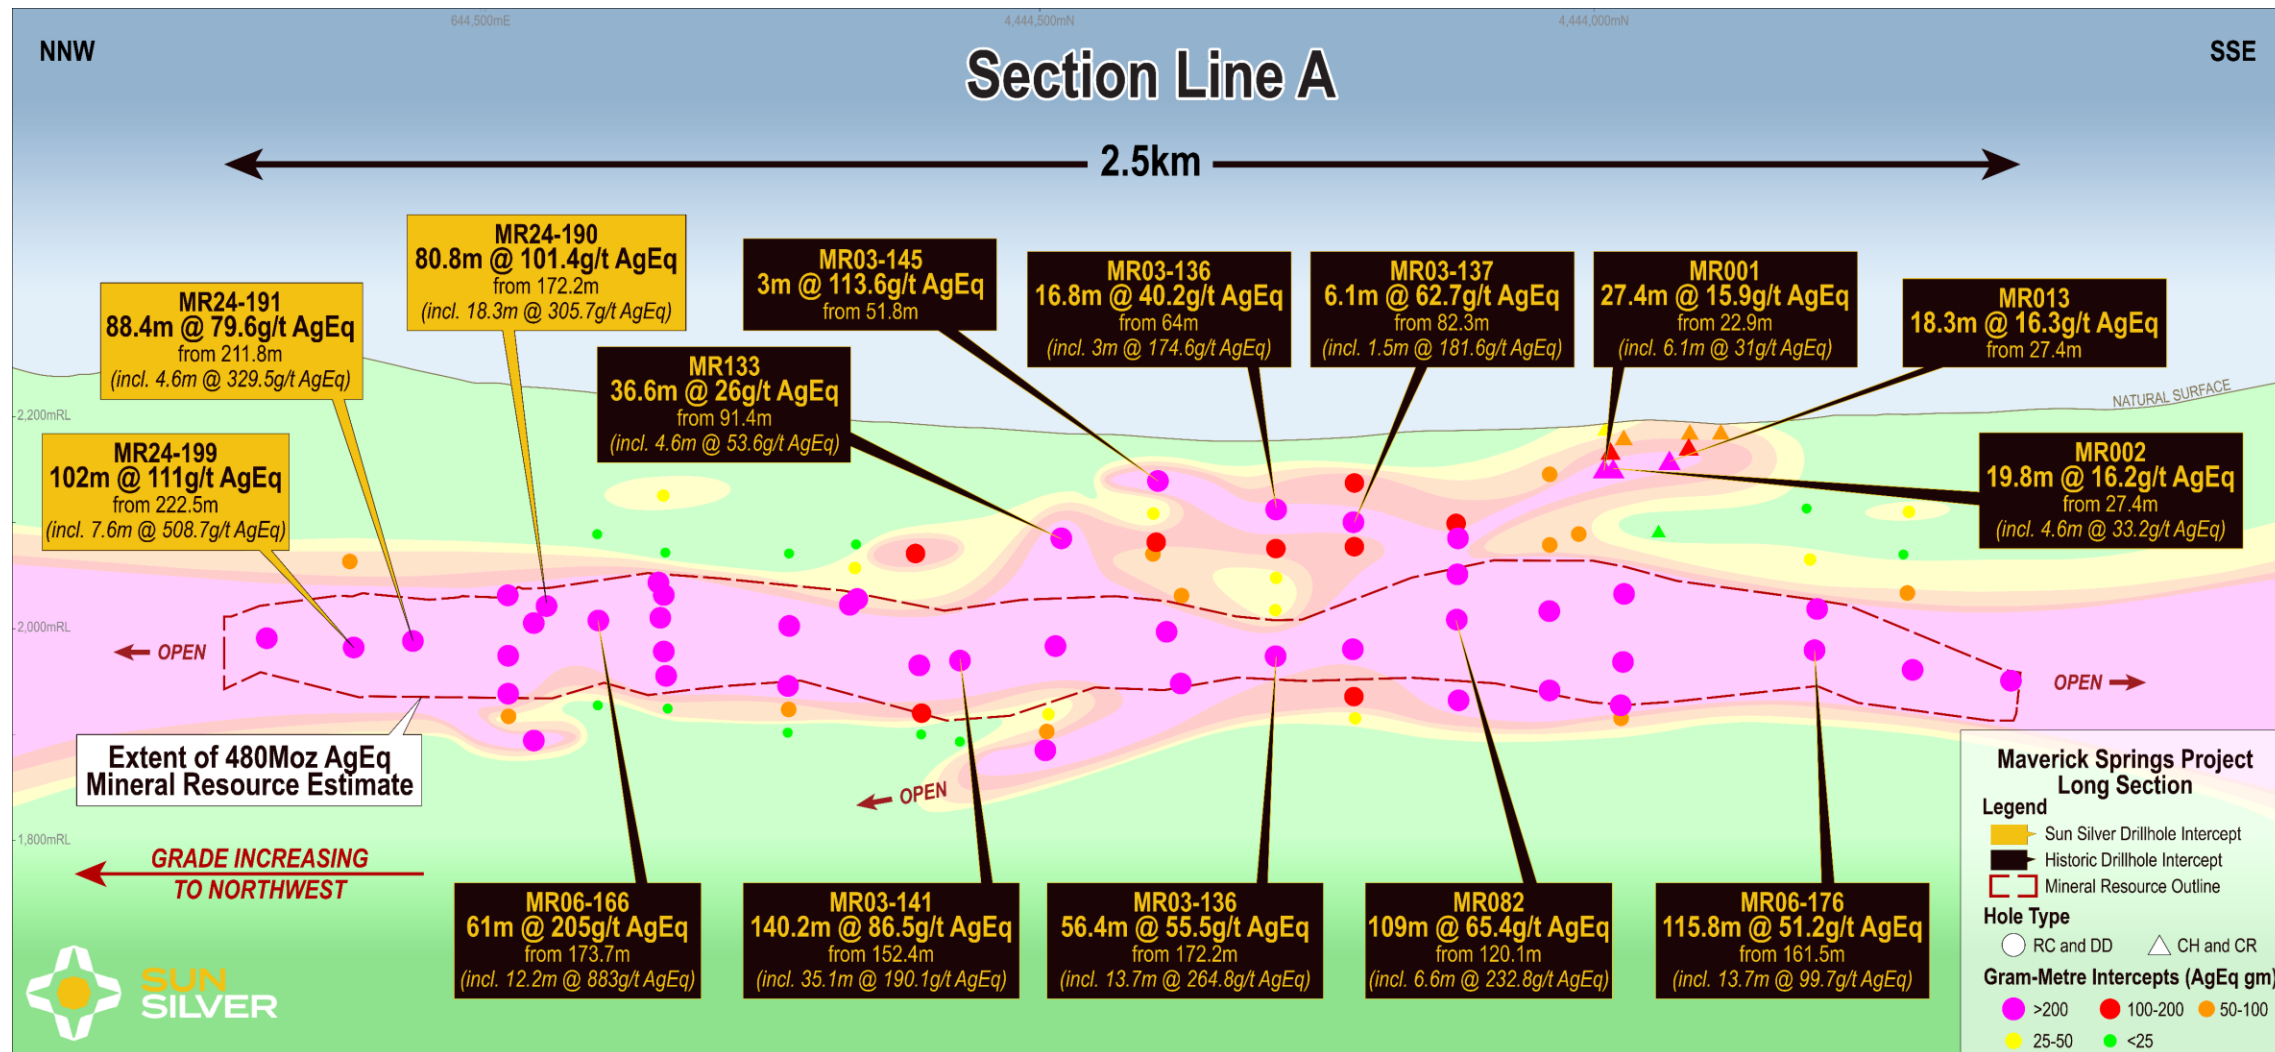 644,500mE
4,444,500mN
4,444,000mN
NNW
SSE
Section Line A
2.5km
MR24-190
80.8m @ 101.4g/t AgEq
from 172.2m
(incl. 18.3m @ 305.7g/t AgEq)
MR03-145
3m @ 113.6g/t AgEq
from 51.8m
MR03-136
16.8m @ 40.2g/t AgEq
from 64m
(incl. 3m @ 174.6g/t AgEq)
MR03-137
6.1m @ 62.7g/t AgEq
from 82.3m
(incl. 1.5m @ 181.6g/t AgEq)
MR001
27.4m @ 15.9g/t AgEq
from 22.9m
(incl. 6.1m @ 31g/t AgEq)
MR013
18.3m @ 16.3g/t AgEq
from 27.4m
MR24-191
88.4m @ 79.6g/t AgEq
from 211.8m
(incl. 4.6m @ 329.5g/t AgEq)
MR133
36.6m @ 26g/t AgEq
from 91.4m
(incl. 4.6m @ 53.6g/t AgEq)
NATURAL SURFACE
2,200mRL
MR24-199
102m @ 111g/t AgEq
from 222.5m
(incl. 7.6m @ 508.7g/t AgEq)
MR002
19.8m @ 16.2g/t AgEq
from 27.4m
(incl. 4.6m @ 33.2g/t AgEq)
2,000mRL
OPEN
OPEN
OPEN
Extent of 480Moz AgEq
Mineral Resource Estimate
1,800mRL
GRADE INCREASING
TO NORTHWEST
MR06-166
61m @ 205g/t AgEq
from 173.7m
(incl. 12.2m @ 883g/t AgEq)
MR03-141
140.2m @ 86.5g/t AgEq
from 152.4m
(incl. 35.1m @ 190.1g/t AgEq)
MR03-136
56.4m @ 55.5g/t AgEq
from 172.2m
(incl. 13.7m @ 264.8g/t AgEq)
MR082
109m @ 65.4g/t AgEq
from 120.1m
(incl. 6.6m @ 232.8g/t AgEq)
MR06-176
115.8m @ 51.2g/t AgEq
from 161.5m
(incl. 13.7m @ 99.7g/t AgEq)
Maverick Springs Project
Long Section
Legend
Sun Silver Drillhole Intercept
Historic Drillhole Intercept
Mineral Resource Outline
Hole Type
RC and DD
CH and CR
Gram-Metre Intercepts (AgEq gm)
>200
100-200
50-100
25-50
<25
SUN
SILVER